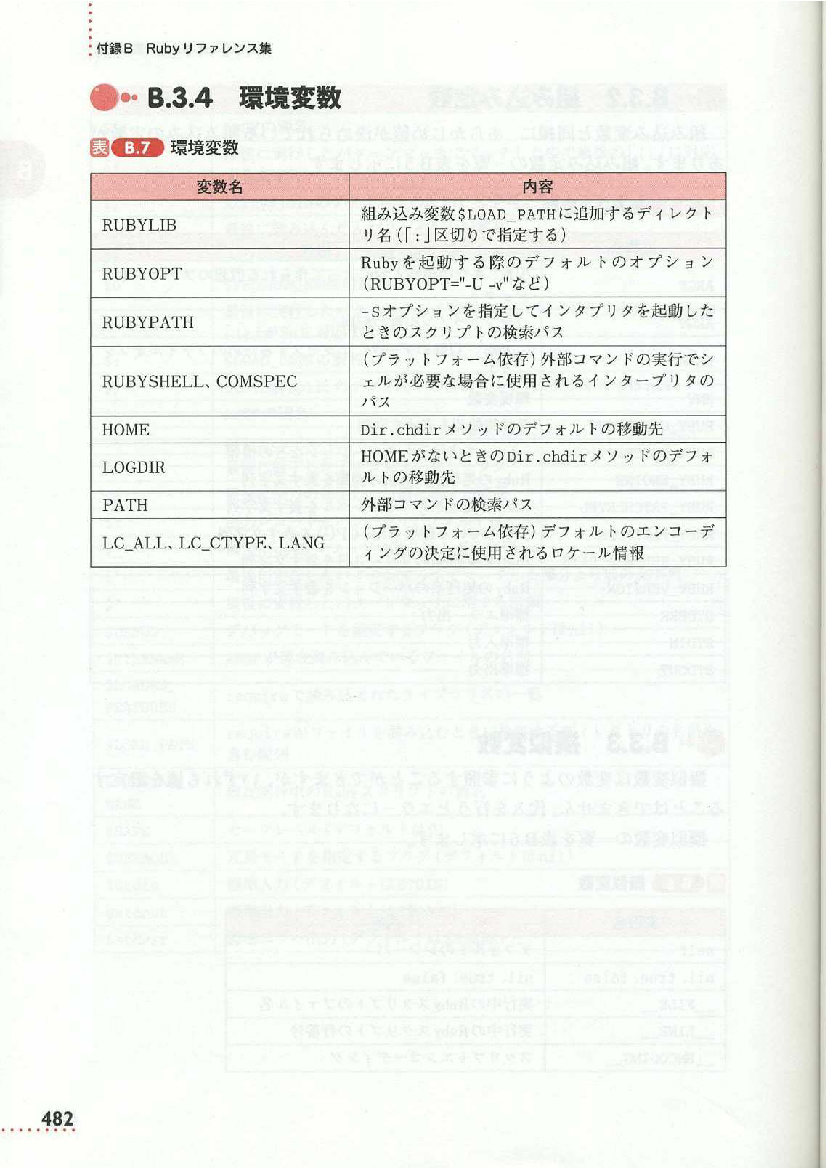 482
付録B Rubyリファレンス集
B.3.4 環境変数
表 B.7 環境変数
変数名 内容
RUBYLIB 組み込み変数$LOAD_PATHに追加するディレクト
リ名(「:」区切りで指定する)
RUBYOPT Rubyを起動する際のデフォルトのオプション
(RUBYOPT="-U -v"など)
RUBYPATH -Sオプションを指定してインタプリタを起動した
ときのスクリプトの検索パス
RUBYSHELL、COMSPEC (プラットフォーム依存)外部コマンドの実行でシ
ェルが必要な場合に使用されるインタープリタの
パス
HOME Dir.chdirメソッドのデフォルトの移動先
LOGDIR HOMEがないときのDir.chdirメソッドのデフォ
ルトの移動先
PATH 外部コマンドの検索パス
LC_ALL、LC_CTYPE、LANG (プラットフォーム依存)デフォルトのエンコーデ
ィングの決定に使用されるロケール情報
482